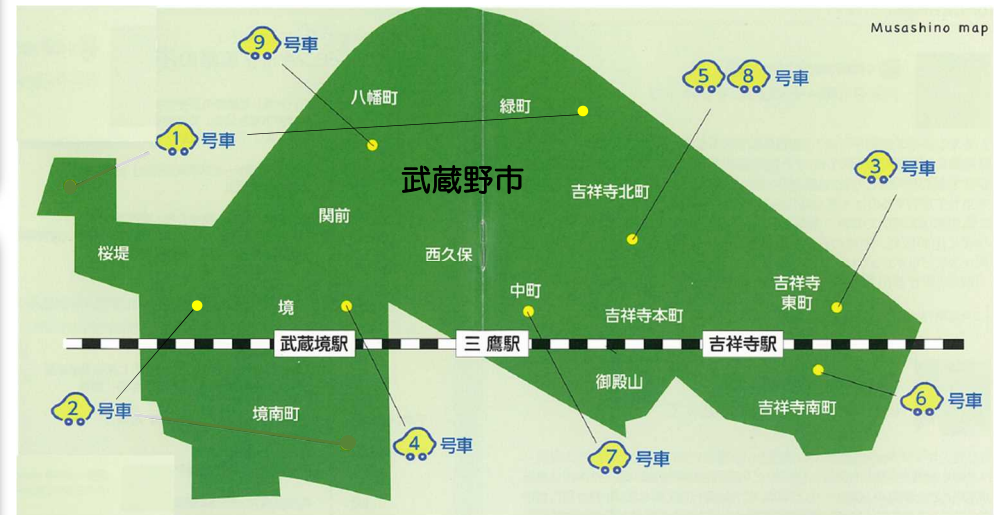 Musashino map
9号車
5 8号車
八幡町
緑町
1号車
3号車
武蔵野市
吉祥寺北町
関前
桜堤
西久保
吉祥寺
東町
中町
境
吉祥寺本町
武蔵境駅
三鷹駅
吉祥寺駅
御殿山
2号車
境南町
吉祥寺南町
6号車
4号車
7号車